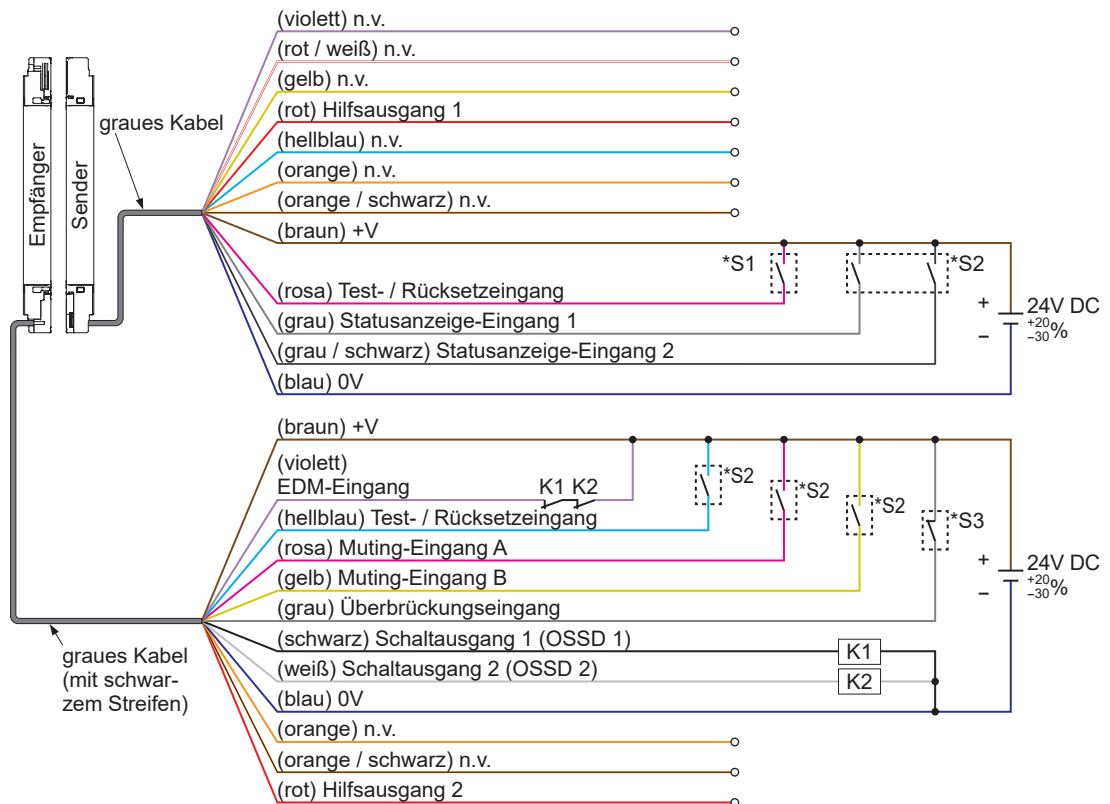 (violett) n.v.
(rot / weiß) n.v.
(gelb) n.v.
(rot) Hilfsausgang 1
(hellblau) n.v.
(orange) n.v.
(orange / schwarz) n.v.
(braun) +V
graues Kabel
Empfänger
Sender
*S1
*S2
(rosa) Test- / Rücksetzeingang
(grau) Statusanzeige-Eingang 1
(grau / schwarz) Statusanzeige-Eingang 2
(blau) 0V
+
24V DC
+20
–30%
–
(braun) +V
(violett)
EDM-Eingang
K1 K2
*S2
*S2
*S2
*S3
(hellblau) Test- / Rücksetzeingang
(rosa) Muting-Eingang A
(gelb) Muting-Eingang B
(grau) Überbrückungseingang
+
24V DC
+20
–30%
–
(schwarz) Schaltausgang 1 (OSSD 1)
K1
(weiß) Schaltausgang 2 (OSSD 2)
K2
(blau) 0V
graues Kabel
(mit schwar-
zem Streifen)
(orange) n.v.
(orange / schwarz) n.v.
(rot) Hilfsausgang 2